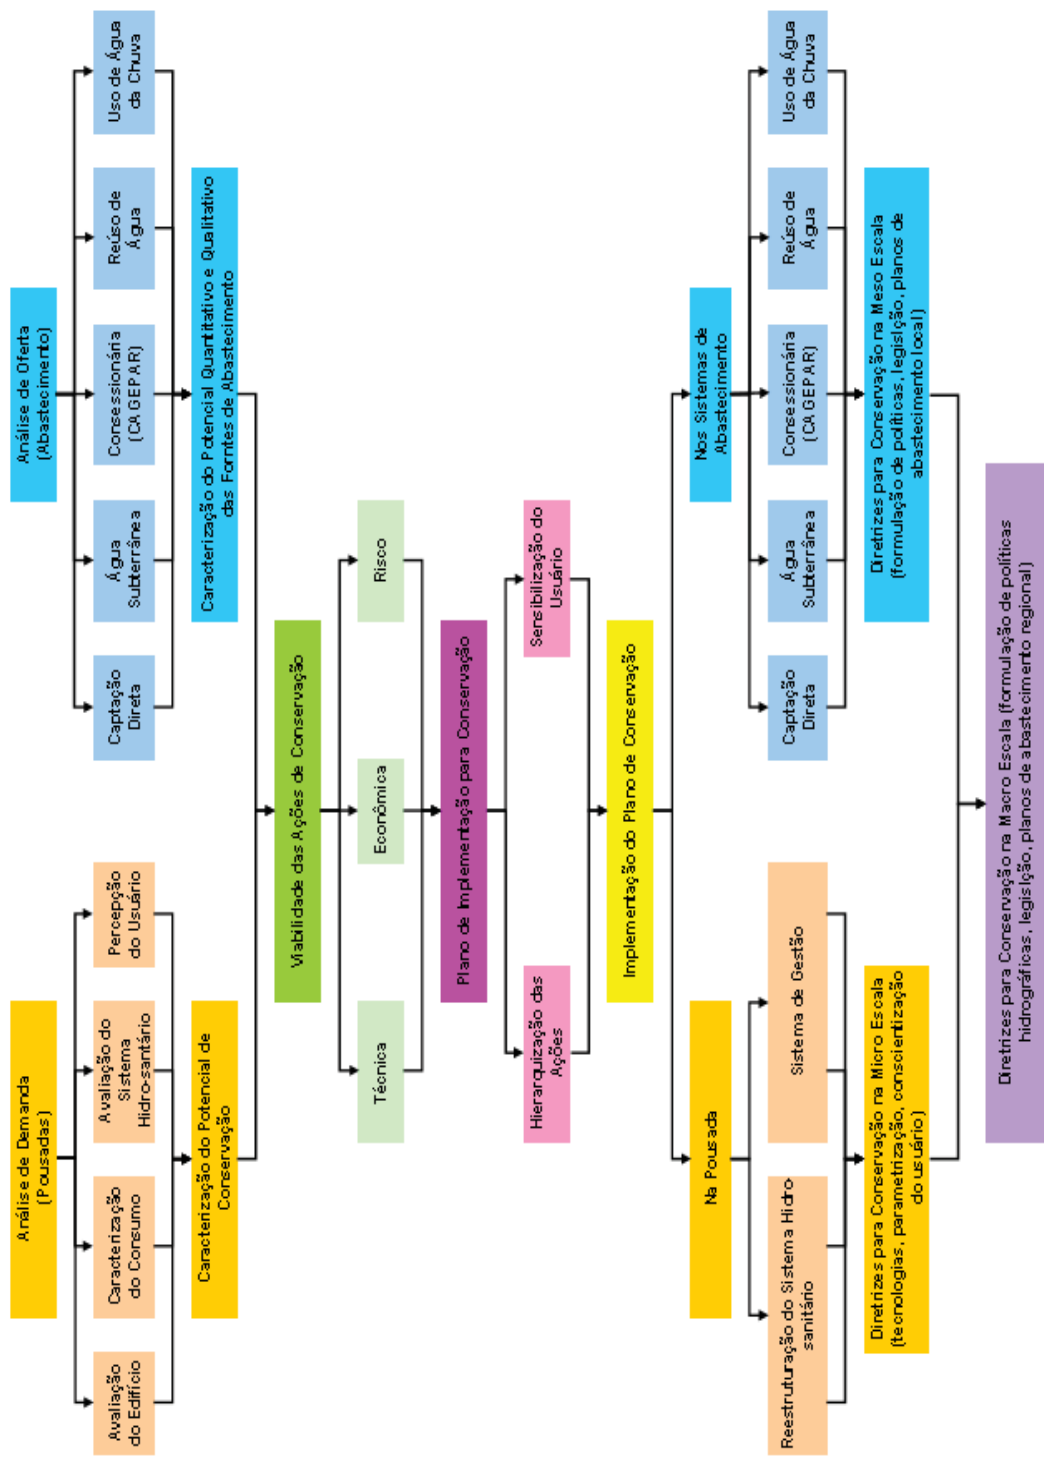 Análise de Demanda
(Pousadas)
Análise de Oferta
(Abastecimento)
Avaliação
do Edifício
Caracterização
do Consumo
Avaliação do
Sistema
Hidro-santário
Percepção
do Usuário
Captação
Direta
Água
Subterrânea
Consessionária
(CAGEPAR)
Reúso de
Água
Uso de Água
da Chuva
Caracterização do Potencial de
Conservação
Caracterização do Potencial Quantitativo e Qualitativo
das Forntes de Abastecimento
Viabilidade das Ações de Conservação
Técnica
Econômica
Risco
Plano de Implementação para Conservação
Hierarquização das
Ações
Sensibilização do
Usuário
Implementação do Plano de Conservação
Na Pousada
Nos Sistemas de
Abastecimento
Reestruturação do Sistema Hidro-
sanitário
Sistema de Gestão
Captação
Direta
Água
Subterrânea
Consessionária
(CAGEPAR)
Reúso de
Água
Uso de Água
da Chuva
Diretrizes para Conservação na Micro Escala
(tecnologias, parametrização, conscientização
do usuário)
Diretrizes para Conservação na Meso Escala
(formulação de políticas, legislção, planos de
abastecimento local)
Diretrizes para Conservação na Macro Escala (formulação de políticas
hidrográficas, legislção, planos de abastecimento regional)